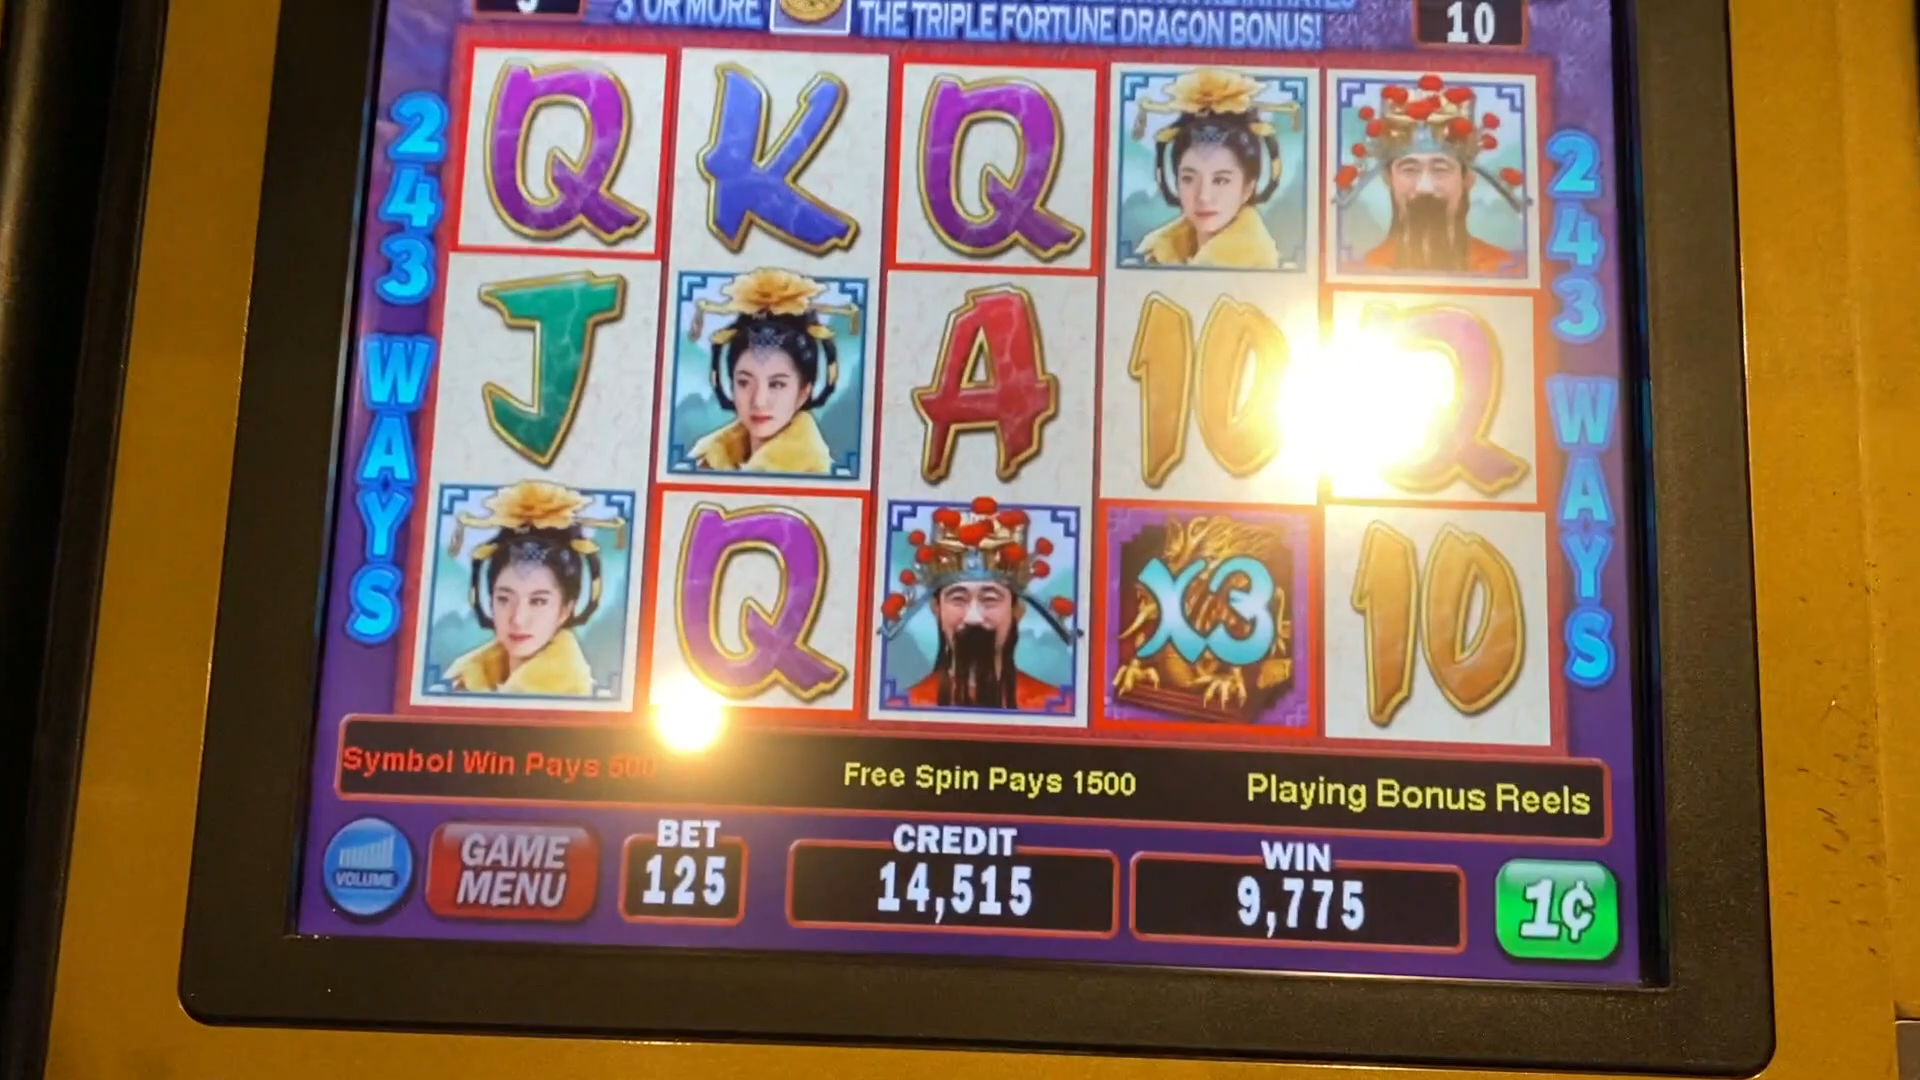 3 OR MORE
THE TRIPLE FORTUNE DRAGON BONUS!
10
243 WAYS
Q K Q
J A 10 Q
Q X3 10
243 WAYS
Symbol Win Pays
Free Spin Pays 1500
Playing Bonus Reels
VOLUME
GAME MENU
BET
125
CREDIT
14,515
WIN
9,775
1¢